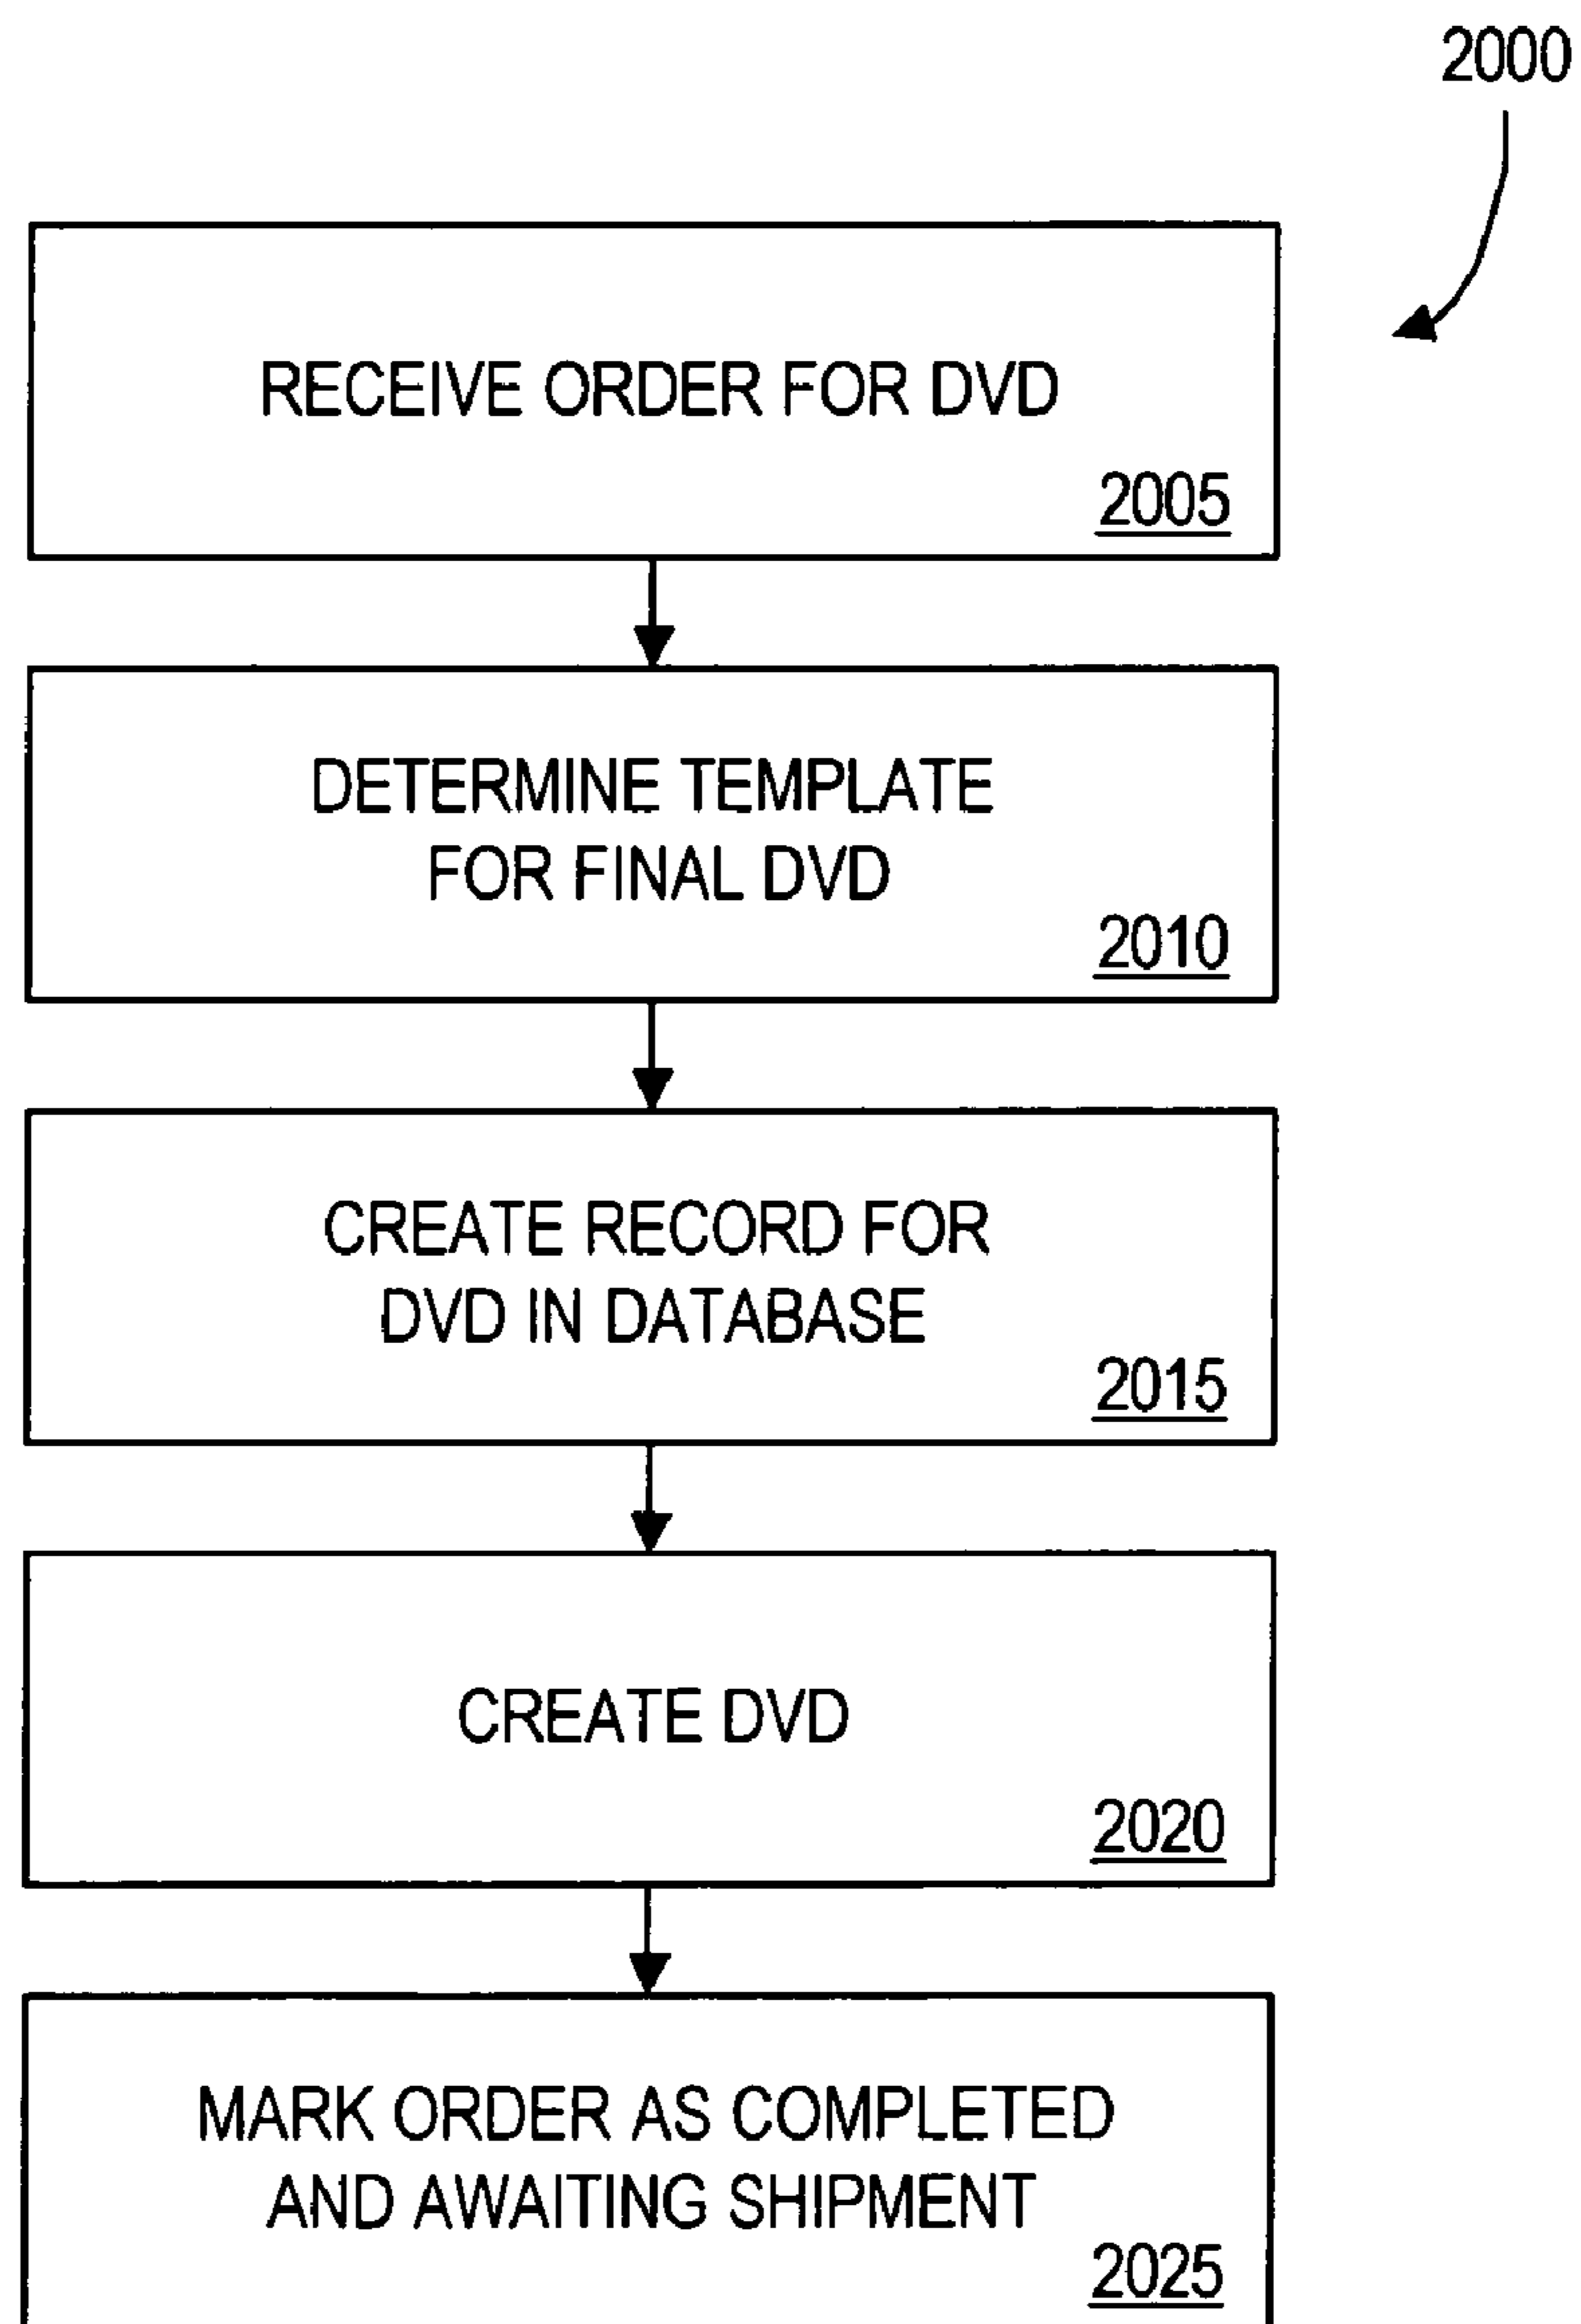 2000
RECEIVE ORDER FOR DVD
2005
DETERMINE TEMPLATE
FOR FINAL DVD
2010
CREATE RECORD FOR
DVD IN DATABASE
2015
CREATE DVD
2020
MARK ORDER AS COMPLETED
AND AWAITING SHIPMENT
2025